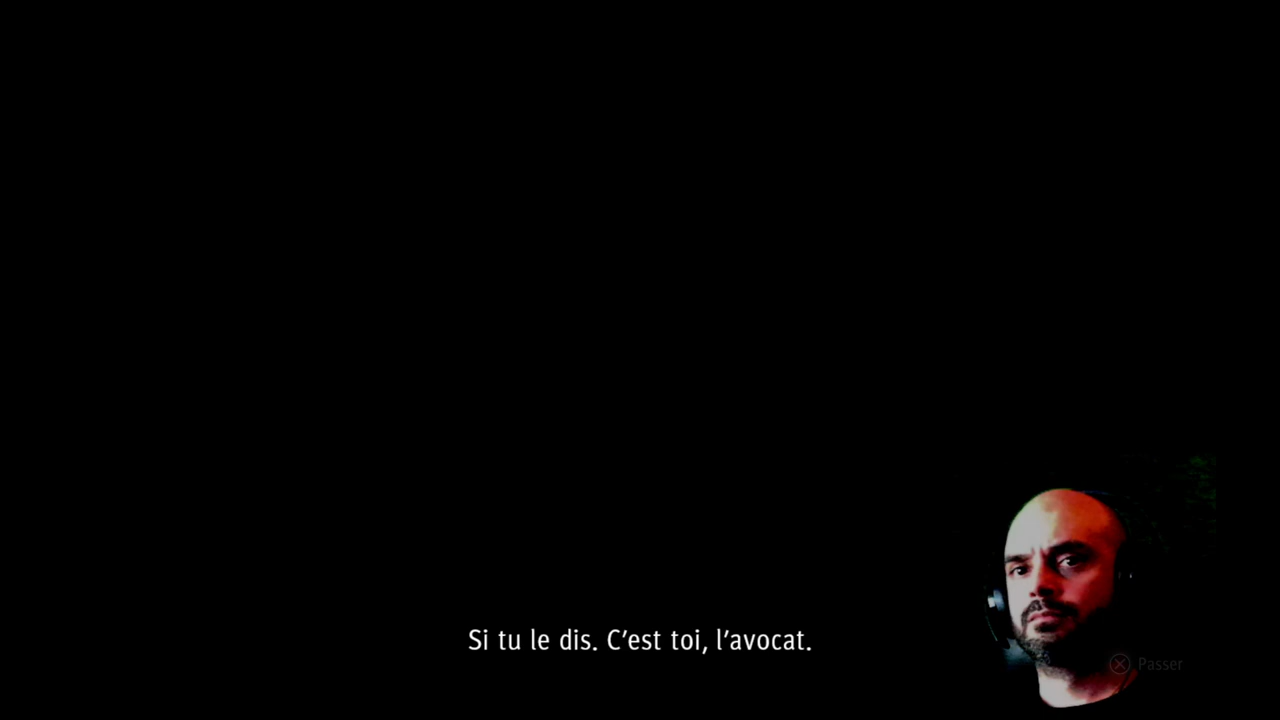 Si tu le dis. C'est toi, l'avocat.
Passer